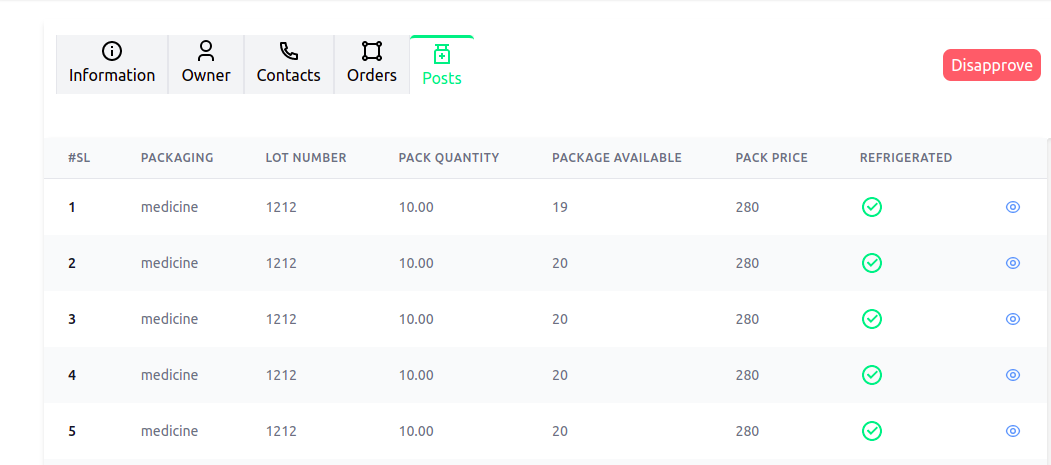 Information Owner Contacts Orders Posts Disapprove
#SL PACKAGING LOT NUMBER PACK QUANTITY PACKAGE AVAILABLE PACK PRICE REFRIGERATED
1 medicine 1212 10.00 19 280
2 medicine 1212 10.00 20 280
3 medicine 1212 10.00 20 280
4 medicine 1212 10.00 20 280
5 medicine 1212 10.00 20 280